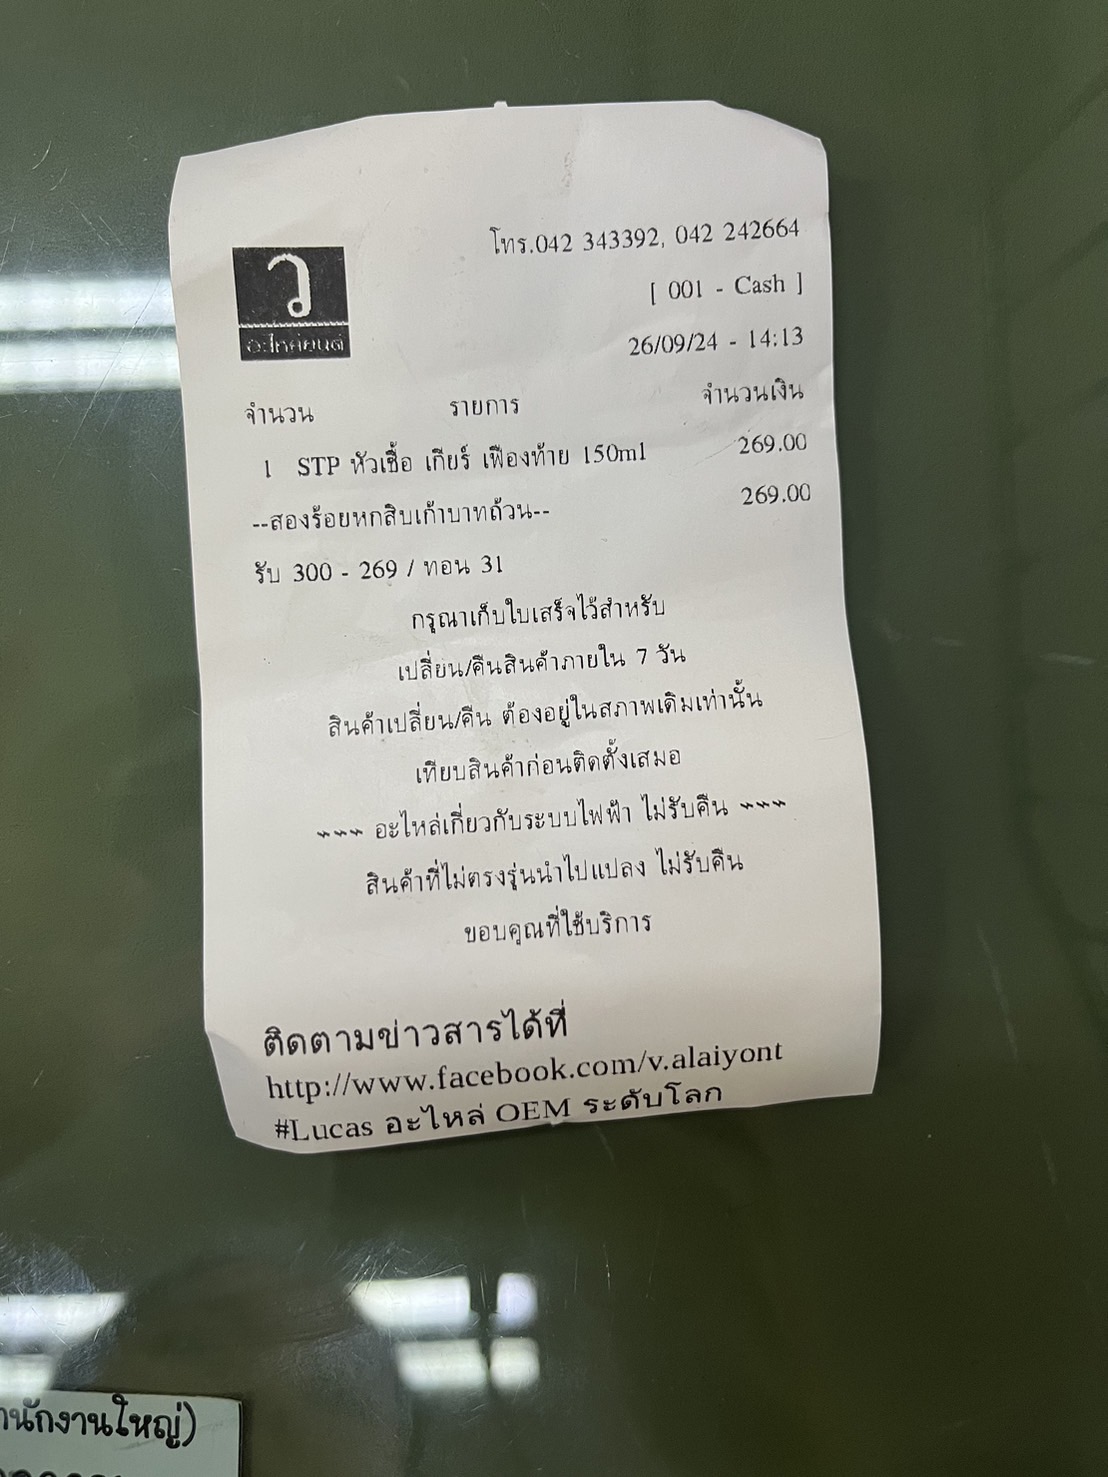 โทร.042 343392, 042 242664
ว
อะไหล่ยนต์
[ 001 - Cash ]
26/09/24 - 14:13
จำนวน รายการ จำนวนเงิน
1 STP หัวเชื้อ เกียร์ เฟืองท้าย 150ml 269.00
--สองร้อยหกสิบเก้าบาทถ้วน-- 269.00
รับ 300 - 269 / ทอน 31
กรุณาเก็บใบเสร็จไว้สำหรับ
เปลี่ยน/คืนสินค้าภายใน 7 วัน
สินค้าเปลี่ยน/คืน ต้องอยู่ในสภาพเดิมเท่านั้น
เทียบสินค้าก่อนติดตั้งเสมอ
~~~ อะไหล่เกี่ยวกับระบบไฟฟ้า ไม่รับคืน ~~~
สินค้าที่ไม่ตรงรุ่นนำไปแปลง ไม่รับคืน
ขอบคุณที่ใช้บริการ
ติดตามข่าวสารได้ที่
http://www.facebook.com/v.alaiyont
#Lucas อะไหล่ OEM ระดับโลก
านักงานใหญ่)